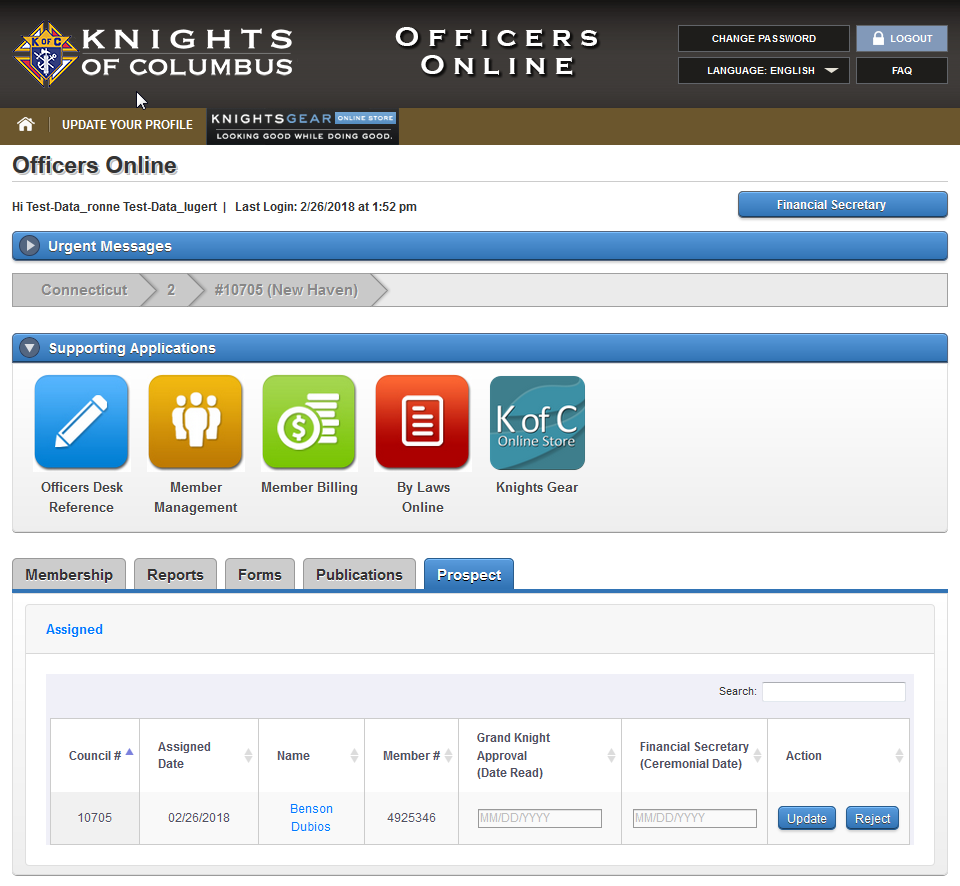 K OF C
KNIGHTS
OF COLUMBUS
OFFICERS
ONLINE
CHANGE PASSWORD
LOGOUT
LANGUAGE: ENGLISH
FAQ
UPDATE YOUR PROFILE
KNIGHTSGEAR ONLINE STORE
LOOKING GOOD WHILE DOING GOOD.
Officers Online
Hi Test-Data_ronne Test-Data_lugert | Last Login: 2/26/2018 at 1:52 pm
Financial Secretary
Urgent Messages
Connecticut 2 #10705 (New Haven)
Supporting Applications
K of C
Online Store
Officers Desk
Reference
Member
Management
Member Billing
By Laws
Online
Knights Gear
Membership Reports Forms Publications Prospect
Assigned
Search:
Council #
Assigned
Date
Name
Member #
Grand Knight
Approval
(Date Read)
Financial Secretary
(Ceremonial Date)
Action
10705
02/26/2018
Benson
Dubios
4925346
MM/DD/YYYY
MM/DD/YYYY
Update
Reject